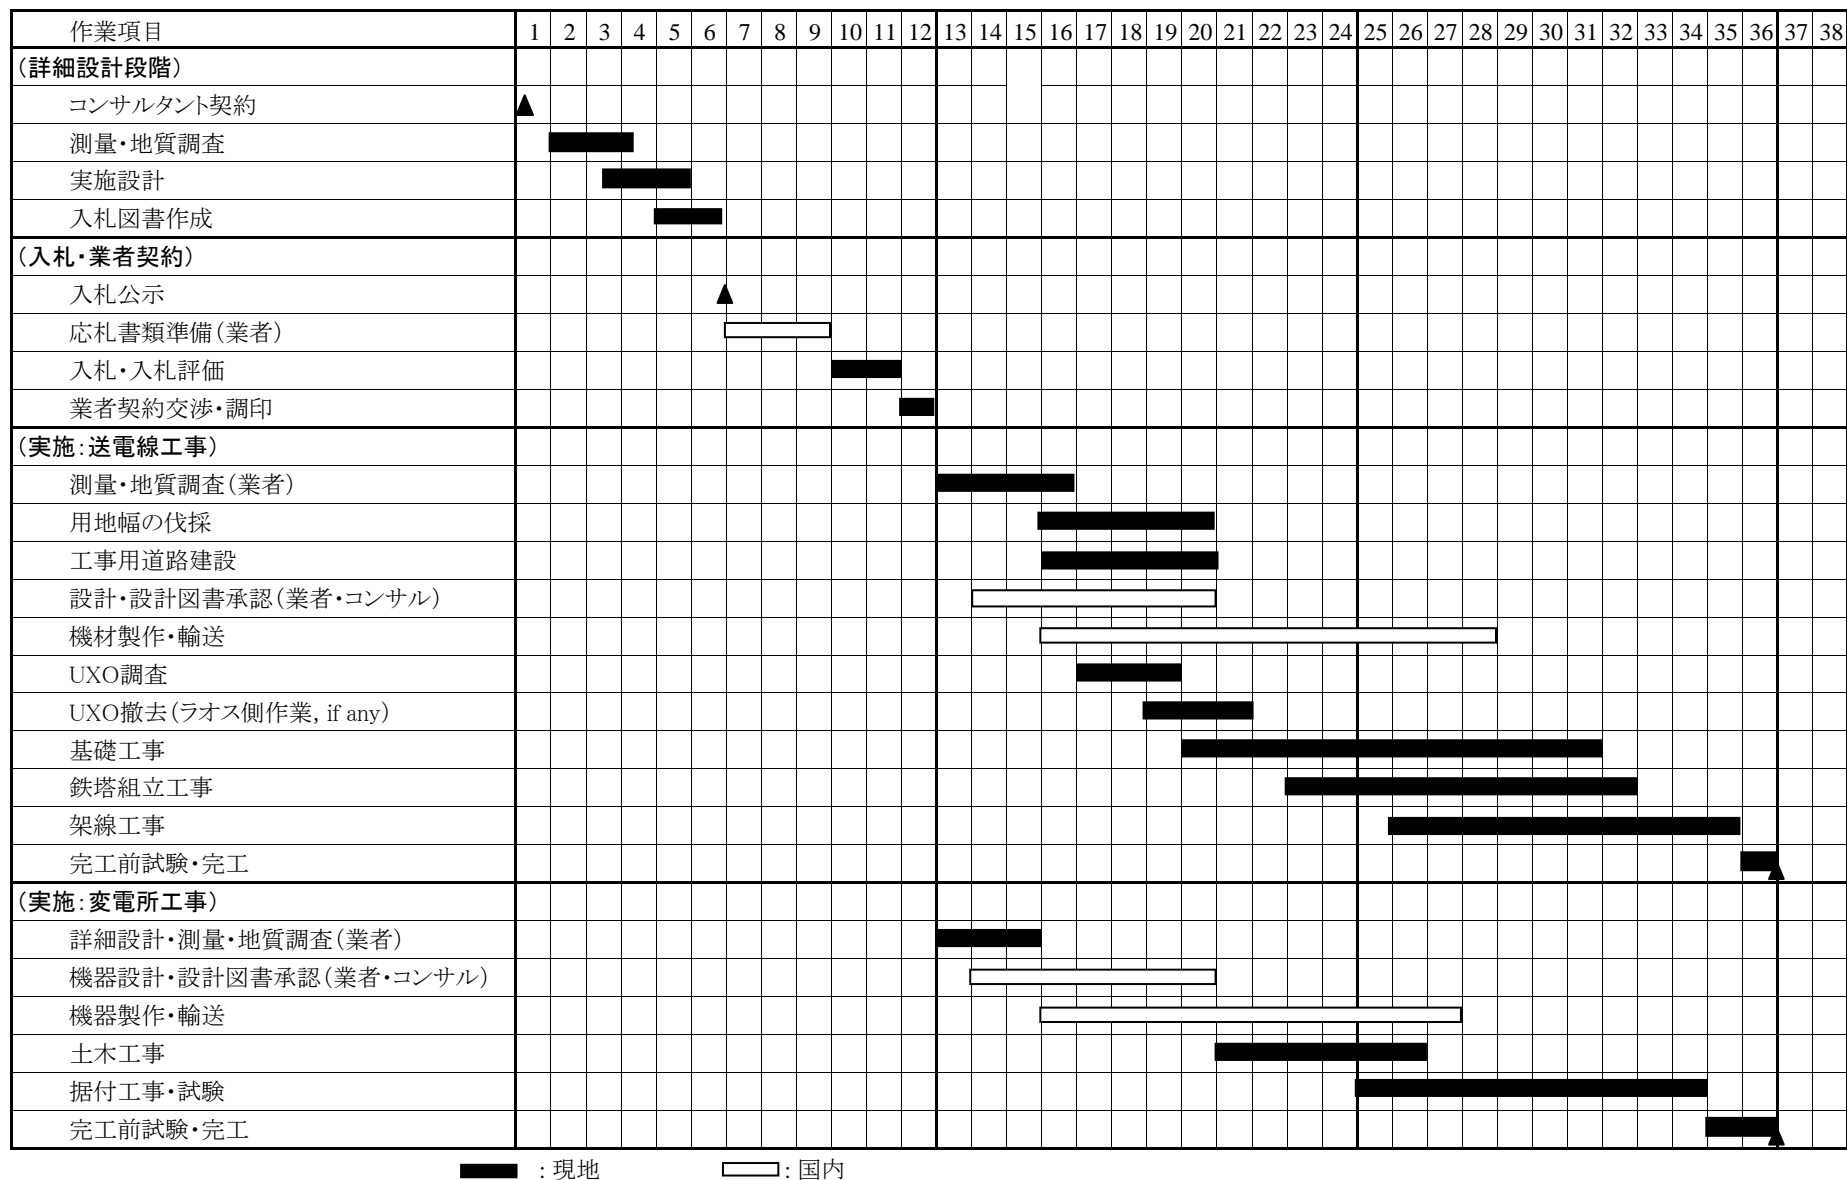 作業項目 1 2 3 4 5 6 7 8 9 10 11 12 13 14 15 16 17 18 19 20 21 22 23 24 25 26 27 28 29 30 31 32 33 34 35 36 37 38
(詳細設計段階)
コンサルタント契約
測量・地質調査
実施設計
入札図書作成
(入札・業者契約)
入札公示
応札書類準備(業者)
入札・入札評価
業者契約交渉・調印
(実施:送電線工事)
測量・地質調査(業者)
用地幅の伐採
工事用道路建設
設計・設計図書承認(業者・コンサル)
機材製作・輸送
UXO調査
UXO撤去(ラオス側作業, if any)
基礎工事
鉄塔組立工事
架線工事
完工前試験・完工
(実施:変電所工事)
詳細設計・測量・地質調査(業者)
機器設計・設計図書承認(業者・コンサル)
機器製作・輸送
土木工事
据付工事・試験
完工前試験・完工
:現地 :国内